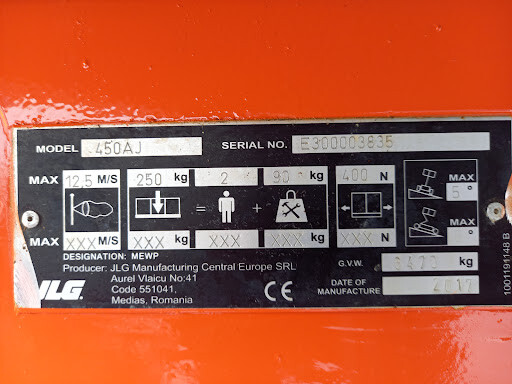 MODEL 450AJ SERIAL NO. E300003835
MAX 12,5 M/S 250 kg 2 90 kg 400 N MAX 5°
= +
MAX XXX M/S XXX kg XXX XXX kg XXX N MAX °
DESIGNATION: MEWP
Producer: JLG Manufacturing Central Europe SRL
Aurel Vlaicu No:41
Code 551041,
Medias, Romania
JLG. CE
G.V.W. kg
DATE OF MANUFACTURE 4017
1001191148 B